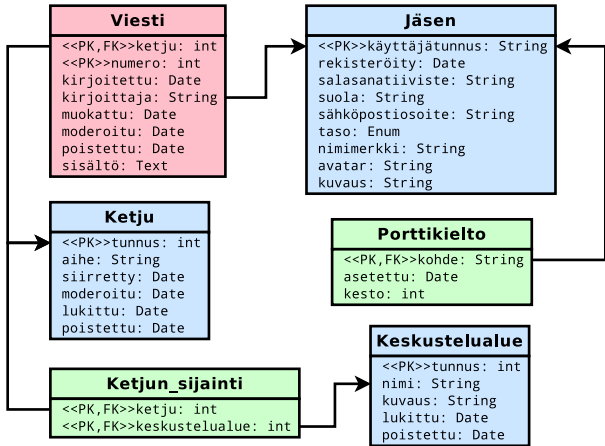 Viesti
<<PK,FK>>ketju: int
<<PK>>numero: int
kirjoitettu: Date
kirjoittaja: String
muokattu: Date
moderoitu: Date
poistettu: Date
sisältö: Text
Jäsen
<<PK>>käyttäjätunnus: String
rekisteröity: Date
salasanatiiviste: String
suola: String
sähköpostiosoite: String
taso: Enum
nimimerkki: String
avatar: String
kuvaus: String
Ketju
<<PK>>tunnus: int
aihe: String
siirretty: Date
moderoitu: Date
lukittu: Date
poistettu: Date
Porttikielto
<<PK,FK>>kohde: String
asetettu: Date
kesto: int
Ketjun_sijainti
<<PK,FK>>ketju: int
<<PK,FK>>keskustelualue: int
Keskustelualue
<<PK>>tunnus: int
nimi: String
kuvaus: String
lukittu: Date
poistettu: Date